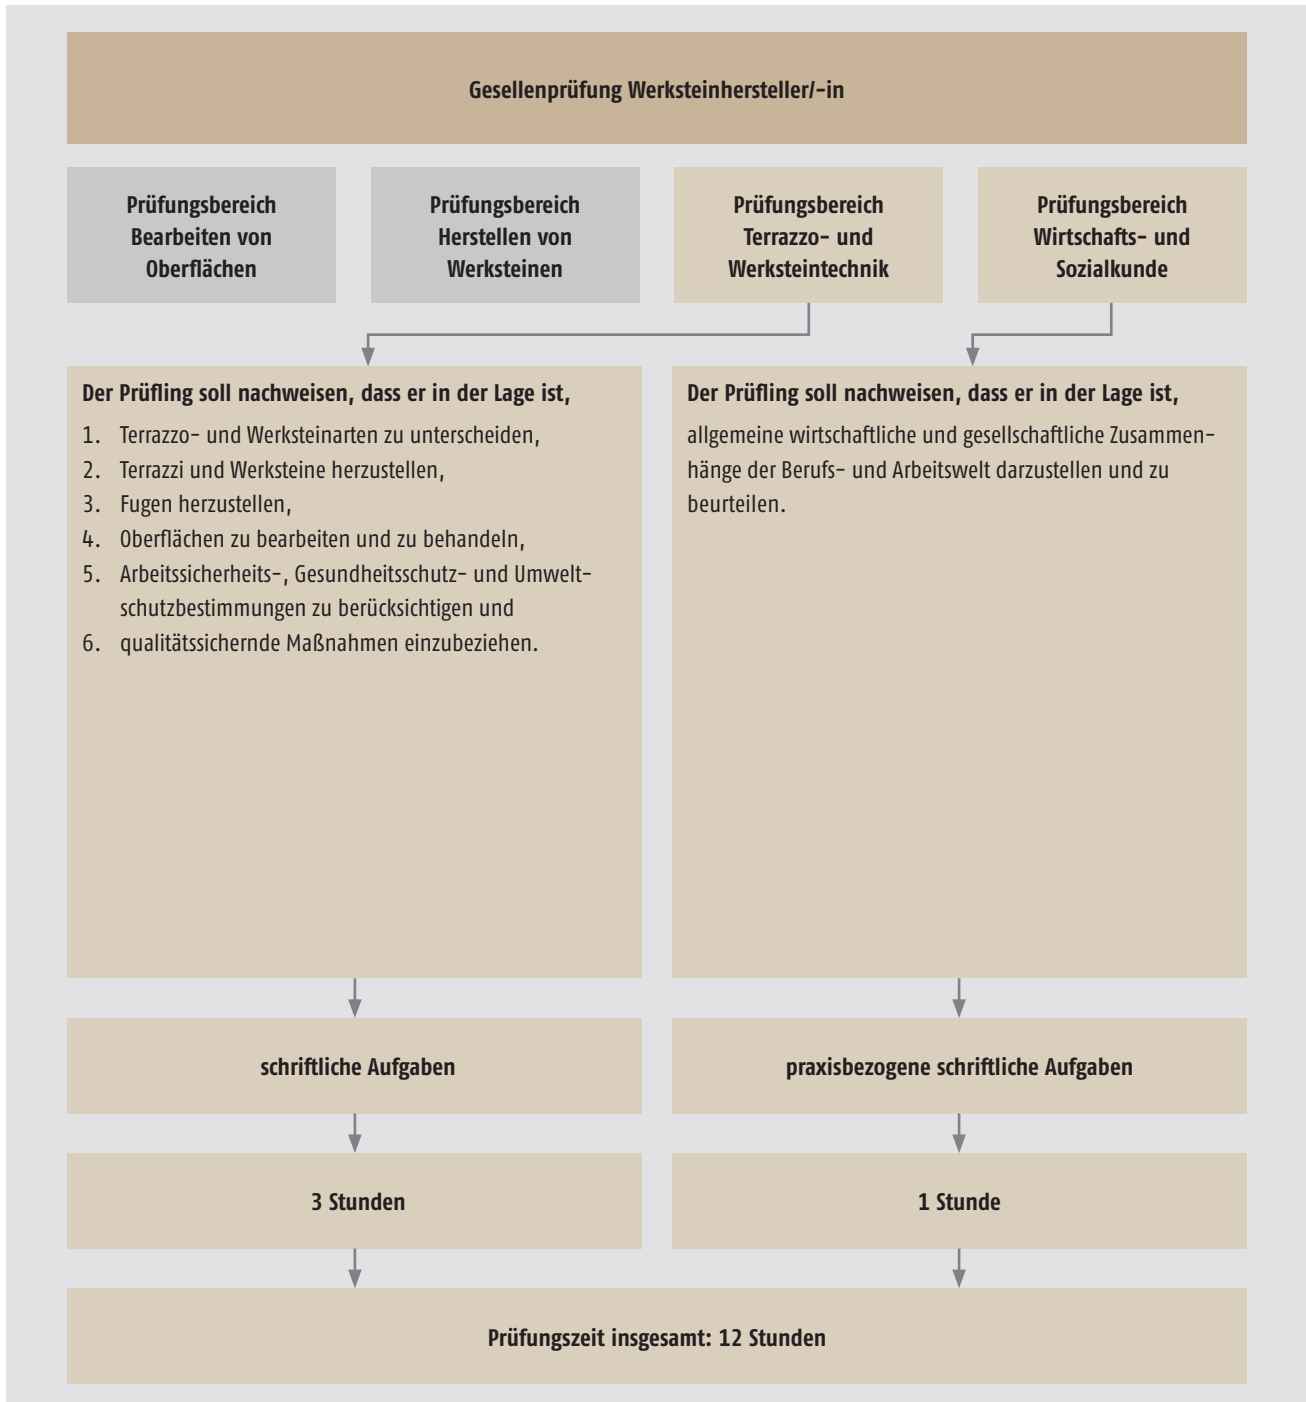 Gesellenprüfung Werksteinhersteller/-in
Prüfungsbereich
Bearbeiten von
Oberflächen
Prüfungsbereich
Herstellen von
Werksteinen
Prüfungsbereich
Terrazzo- und
Werksteintechnik
Prüfungsbereich
Wirtschafts- und
Sozialkunde
Der Prüfling soll nachweisen, dass er in der Lage ist,
1. Terrazzo- und Werksteinarten zu unterscheiden,
2. Terrazzi und Werksteine herzustellen,
3. Fugen herzustellen,
4. Oberflächen zu bearbeiten und zu behandeln,
5. Arbeitssicherheits-, Gesundheitsschutz- und Umwelt-
schutzbestimmungen zu berücksichtigen und
6. qualitätssichernde Maßnahmen einzubeziehen.
Der Prüfling soll nachweisen, dass er in der Lage ist,
allgemeine wirtschaftliche und gesellschaftliche Zusammen-
hänge der Berufs- und Arbeitswelt darzustellen und zu
beurteilen.
schriftliche Aufgaben
praxisbezogene schriftliche Aufgaben
3 Stunden
1 Stunde
Prüfungszeit insgesamt: 12 Stunden